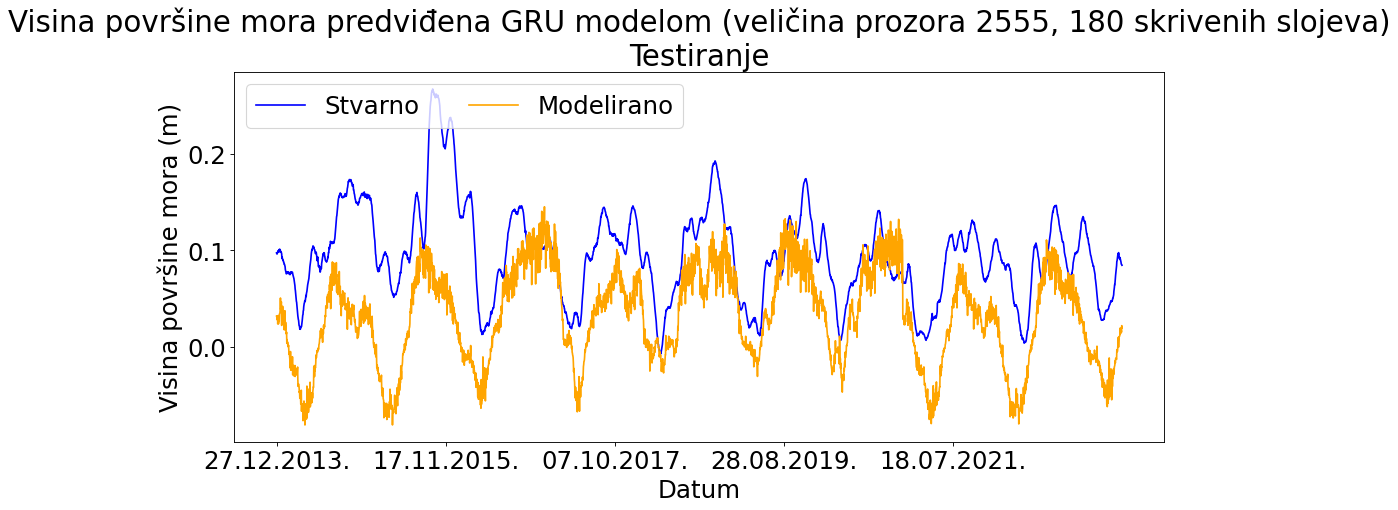 Visina površine mora predviđena GRU modelom (veličina prozora 2555, 180 skrivenih slojeva)
Testiranje
Stvarno
Modelirano
Visina površine mora (m)
0.2
0.1
0.0
27.12.2013.
17.11.2015.
07.10.2017.
28.08.2019.
18.07.2021.
Datum